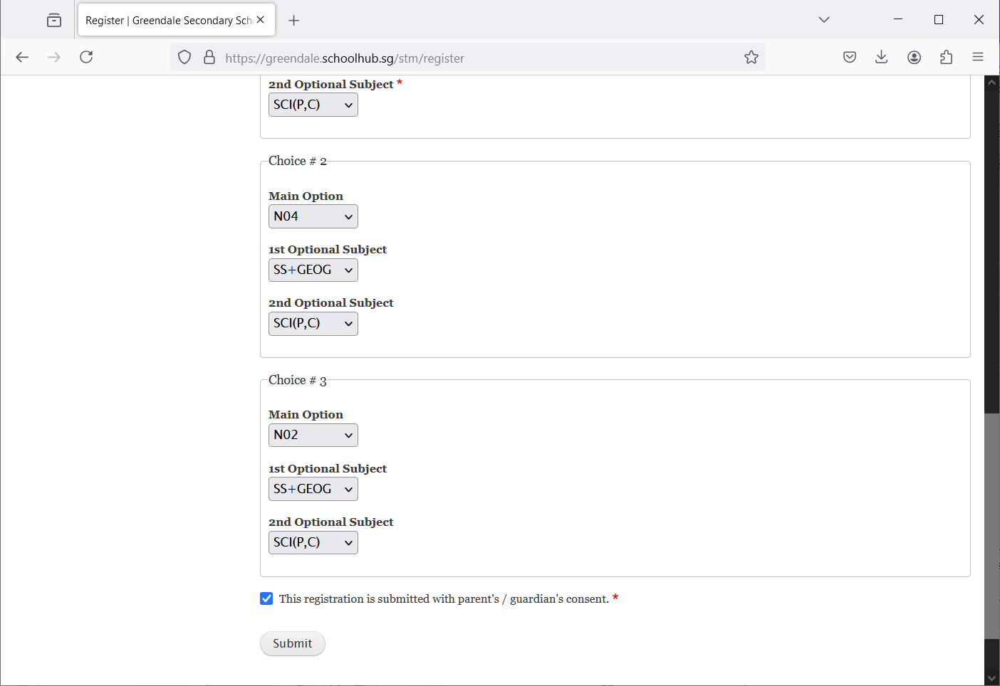 Register | Greendale Secondary Sch
https://greendale.schoolhub.sg/stm/register
2nd Optional Subject *
SCI(P,C)
Choice # 2
Main Option
N04
1st Optional Subject
SS+GEOG
2nd Optional Subject
SCI(P,C)
Choice # 3
Main Option
N02
1st Optional Subject
SS+GEOG
2nd Optional Subject
SCI(P,C)
This registration is submitted with parent's / guardian's consent. *
Submit